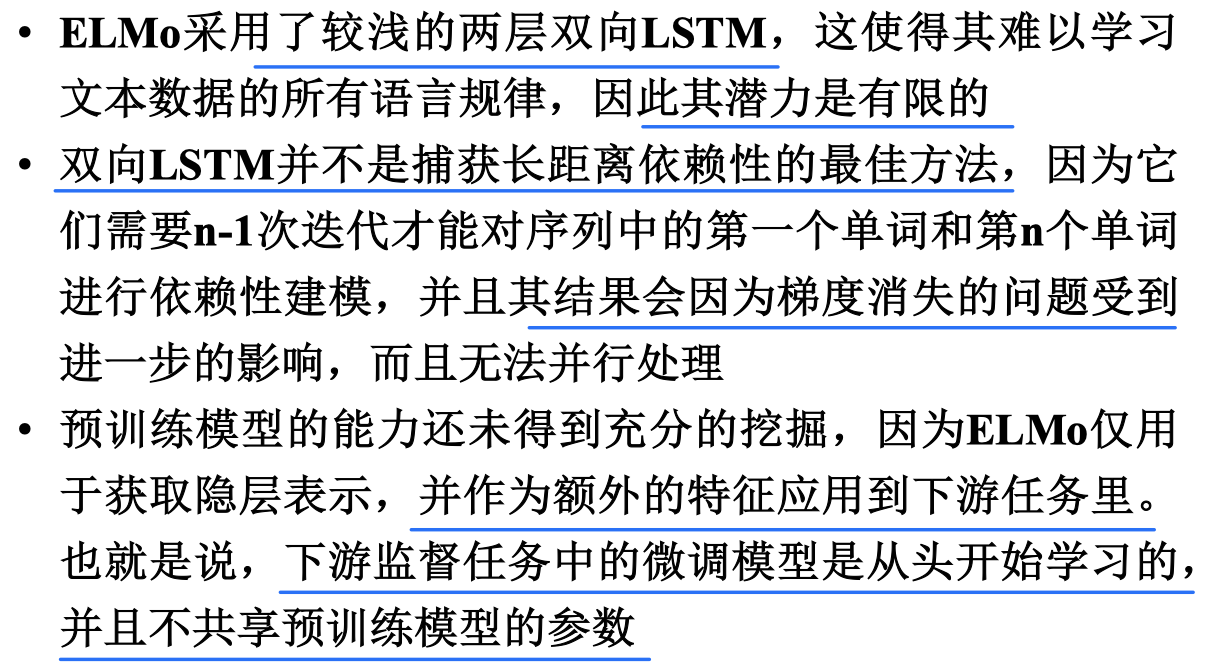 • ELMo采用了较浅的两层双向LSTM，这使得其难以学习
文本数据的所有语言规律，因此其潜力是有限的
• 双向LSTM并不是捕获长距离依赖性的最佳方法，因为它
们需要n-1次迭代才能对序列中的第一个单词和第n个单词
进行依赖性建模，并且其结果会因为梯度消失的问题受到
进一步的影响，而且无法并行处理
• 预训练模型的能力还未得到充分的挖掘，因为ELMo仅用
于获取隐层表示，并作为额外的特征应用到下游任务里。
也就是说，下游监督任务中的微调模型是从头开始学习的，
并且不共享预训练模型的参数